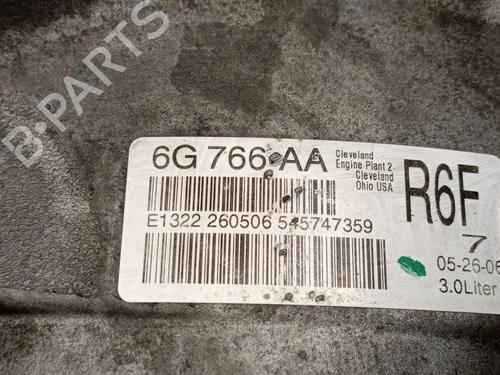 B-PARTS
6G 766 AA
Cleveland
Engine Plant 2
Cleveland
Ohio USA
R6F
7
E1322 260506 545747359
05-26-06
3.0Liter